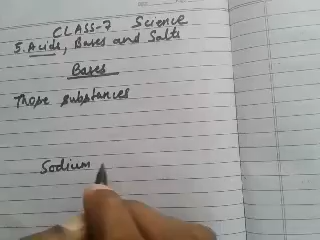 CLASS-7 Science
5. Acids, Bases and Salts
Bases
Those substances
Sodium